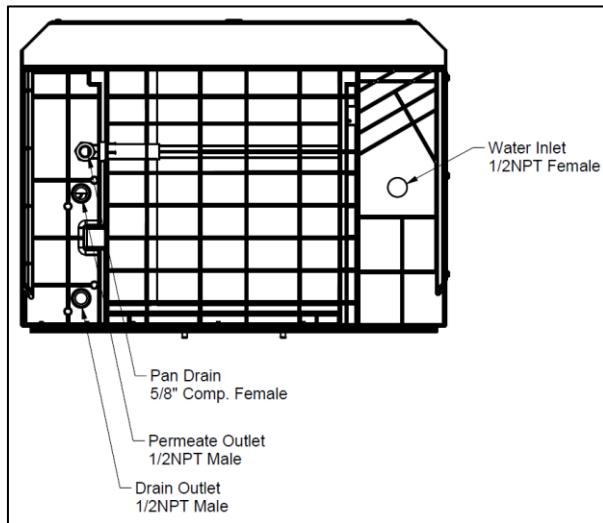 Water Inlet
1/2NPT Female
Pan Drain
5/8" Comp. Female
Permeate Outlet
1/2NPT Male
Drain Outlet
1/2NPT Male